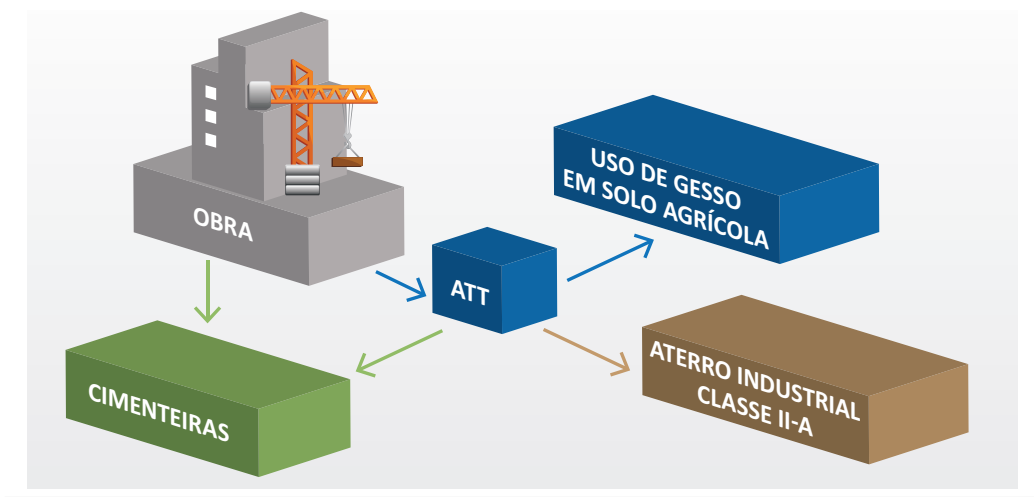 OBRA
USO DE GESSO
EM SOLO AGRÍCOLA
ATT
CIMENTEIRAS
ATERRO INDUSTRIAL
CLASSE II-A